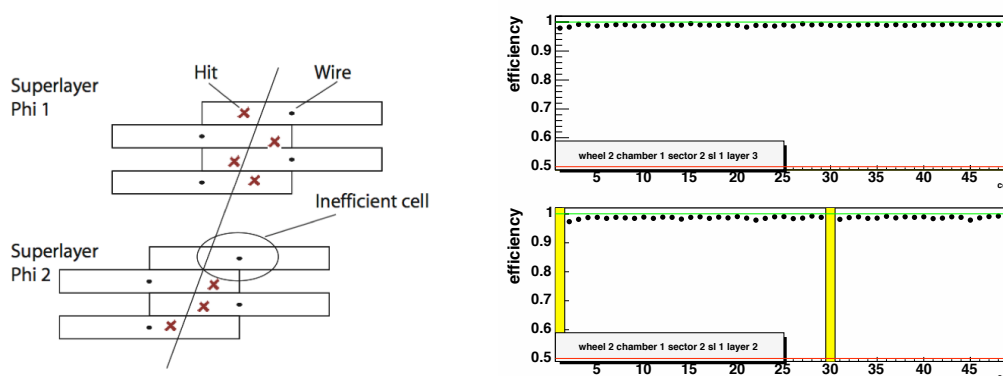 Superlayer
Phi 1
Hit
Wire
Inefficient cell
Superlayer
Phi 2
efficiency
1
0.9
0.8
0.7
0.6
0.5
wheel 2 chamber 1 sector 2 sl 1 layer 3
5 10 15 20 25 30 35 40 45
efficiency
1
0.9
0.8
0.7
0.6
0.5
wheel 2 chamber 1 sector 2 sl 1 layer 2
5 10 15 20 25 30 35 40 45